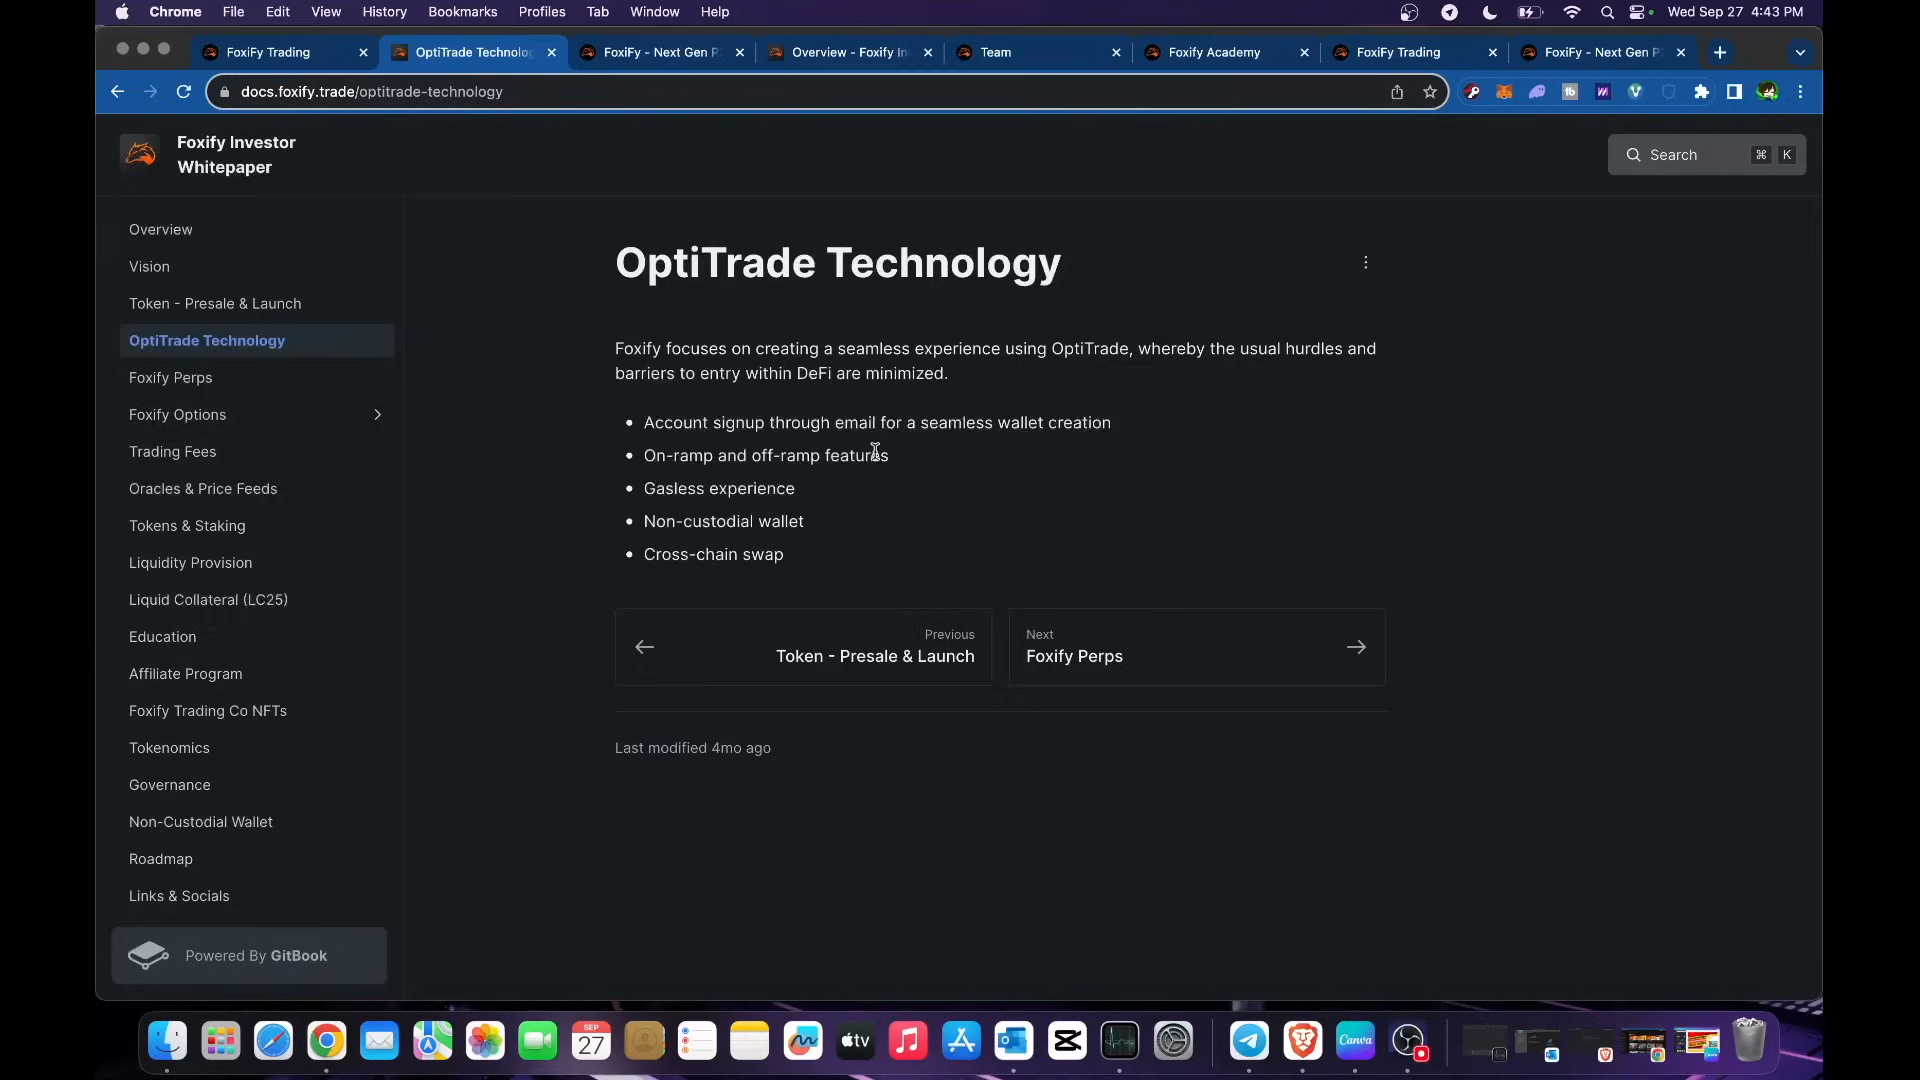 Chrome File Edit View History Bookmarks Profiles Tab Window Help Wed Sep 27 4:43 PM
FoxiFy Trading OptiTrade Technolo FoxiFy - Next Gen P Overview - Foxify In Team Foxify Academy FoxiFy Trading FoxiFy - Next Gen P
docs.foxify.trade/optitrade-technology
Foxify Investor
Whitepaper
Search ⌘ K
Overview
Vision
Token - Presale & Launch
OptiTrade Technology
Foxify Perps
Foxify Options
Trading Fees
Oracles & Price Feeds
Tokens & Staking
Liquidity Provision
Liquid Collateral (LC25)
Education
Affiliate Program
Foxify Trading Co NFTs
Tokenomics
Governance
Non-Custodial Wallet
Roadmap
Links & Socials
Powered By GitBook
OptiTrade Technology
Foxify focuses on creating a seamless experience using OptiTrade, whereby the usual hurdles and
barriers to entry within DeFi are minimized.
• Account signup through email for a seamless wallet creation
• On-ramp and off-ramp features
• Gasless experience
• Non-custodial wallet
• Cross-chain swap
Previous
Token - Presale & Launch
Next
Foxify Perps
Last modified 4mo ago
SEP
27
tv
Canva